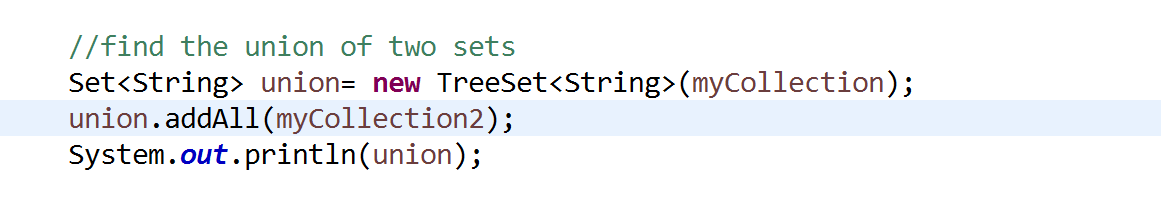 //find the union of two sets
Set<String> union= new TreeSet<String>(myCollection);
union.addAll(myCollection2);
System.out.println(union);